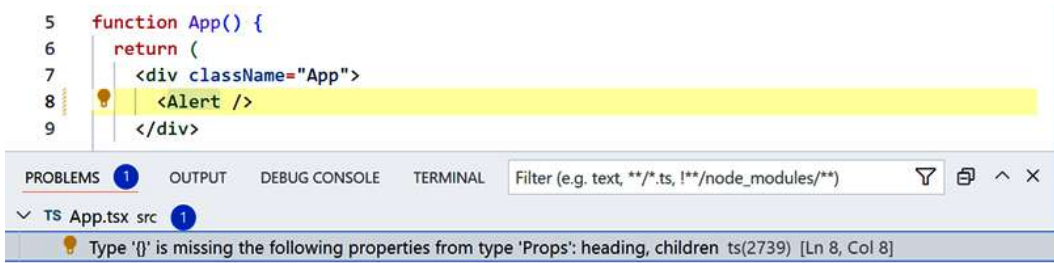 5 function App() {
6 return (
7 <div className="App">
8 <Alert />
9 </div>
PROBLEMS 1 OUTPUT DEBUG CONSOLE TERMINAL Filter (e.g. text, **/*.ts, !**/node_modules/**)
TS App.tsx src 1
Type '{}' is missing the following properties from type 'Props': heading, children ts(2739) [Ln 8, Col 8]